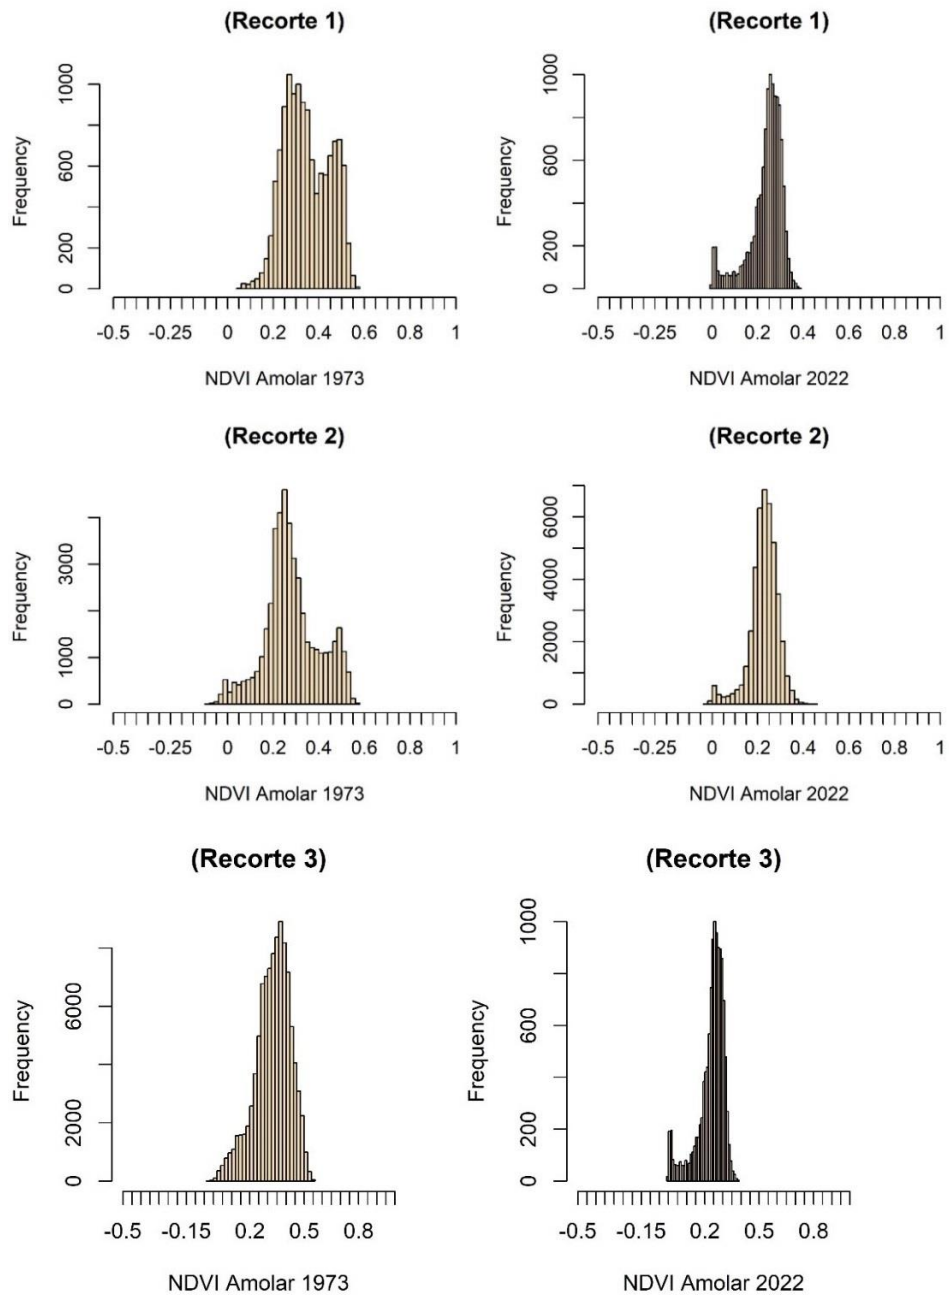 (Recorte 1)
Frequency
1000
600
200
0
-0.5 -0.25 0 0.2 0.4 0.6 0.8 1
NDVI Amolar 1973
(Recorte 1)
Frequency
1000
600
200
0
-0.5 -0.25 0 0.2 0.4 0.6 0.8 1
NDVI Amolar 2022
(Recorte 2)
Frequency
3000
1000
0
-0.5 -0.25 0 0.2 0.4 0.6 0.8 1
NDVI Amolar 1973
(Recorte 2)
Frequency
6000
4000
2000
0
-0.5 -0.25 0 0.2 0.4 0.6 0.8 1
NDVI Amolar 2022
(Recorte 3)
Frequency
6000
2000
0
-0.5 -0.15 0.2 0.5 0.8
NDVI Amolar 1973
(Recorte 3)
Frequency
1000
600
200
0
-0.5 -0.15 0.2 0.5 0.8
NDVI Amolar 2022